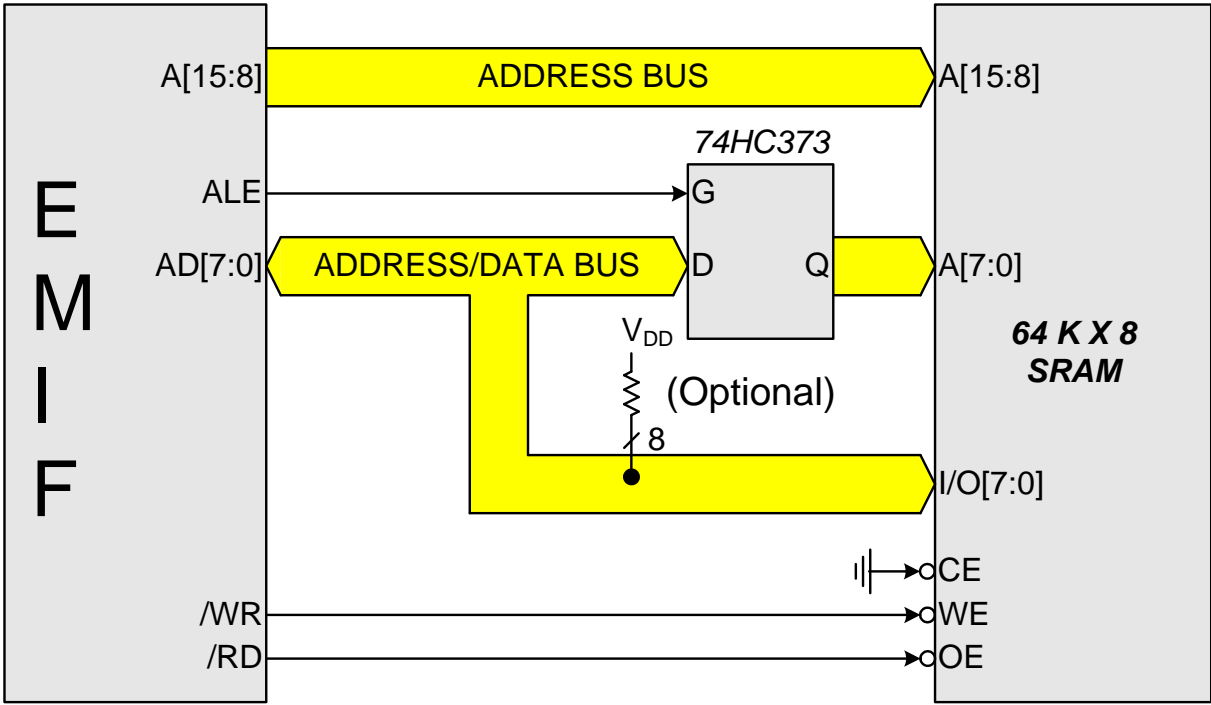 A[15:8] ADDRESS BUS A[15:8]
74HC373
ALE G
AD[7:0] ADDRESS/DATA BUS D Q A[7:0]
E
M
I
F
VDD
(Optional)
8
64 K X 8
SRAM
I/O[7:0]
CE
/WR WE
/RD OE